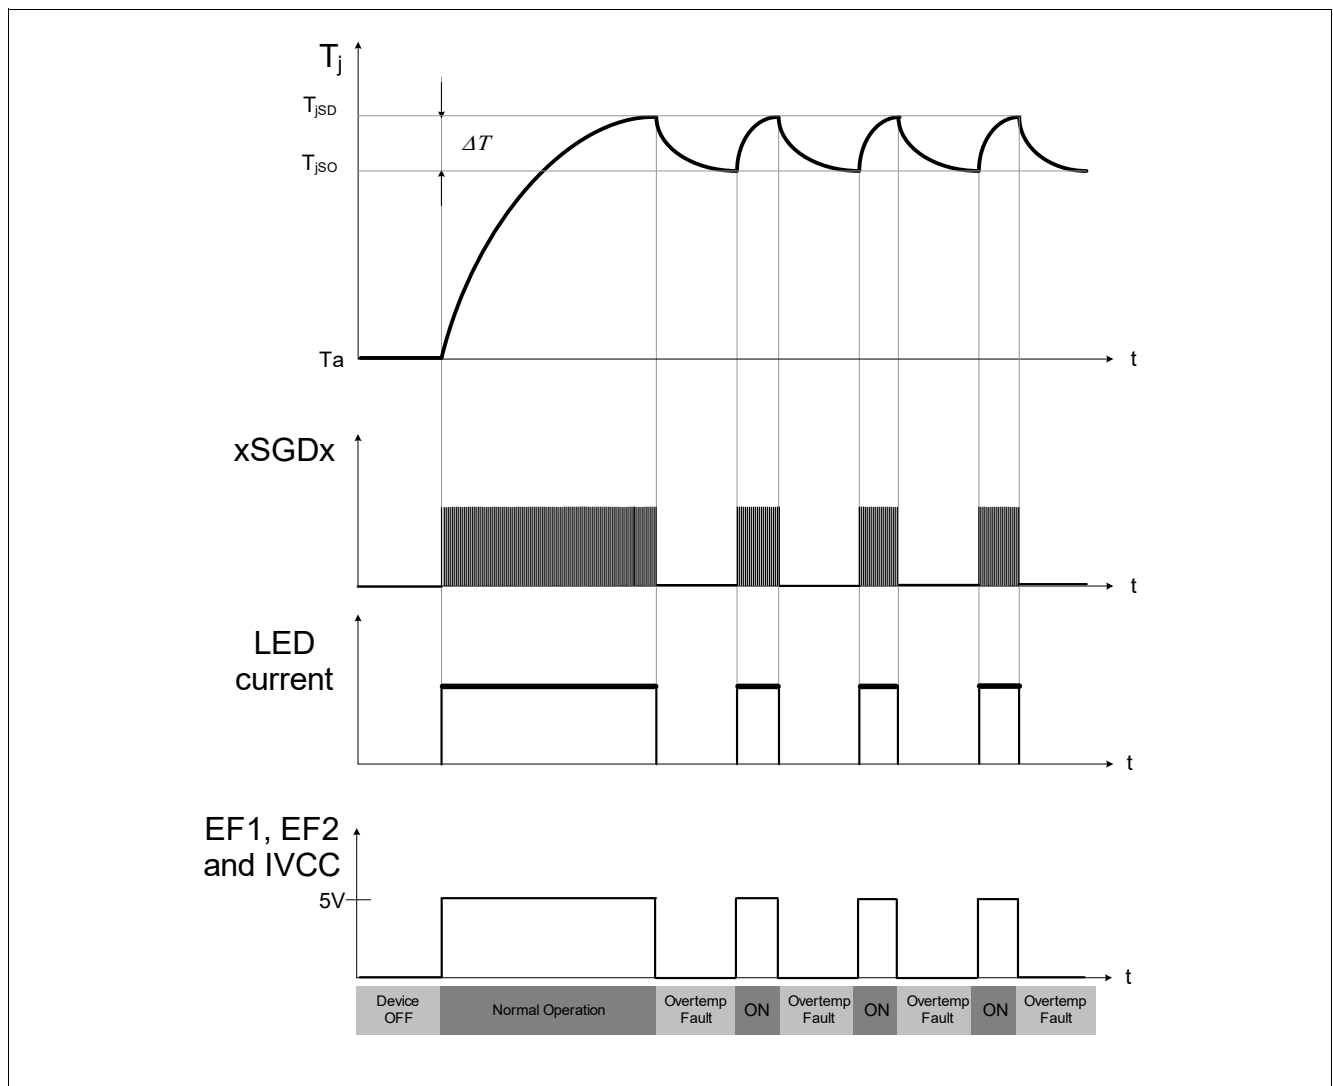 Tj
TjSD
ΔT
TjSO
Ta
t
xSGDx
t
LED
current
t
EF1, EF2
and IVCC
5V
t
Device
OFF
Normal Operation
Overtemp
Fault
ON
Overtemp
Fault
ON
Overtemp
Fault
ON
Overtemp
Fault